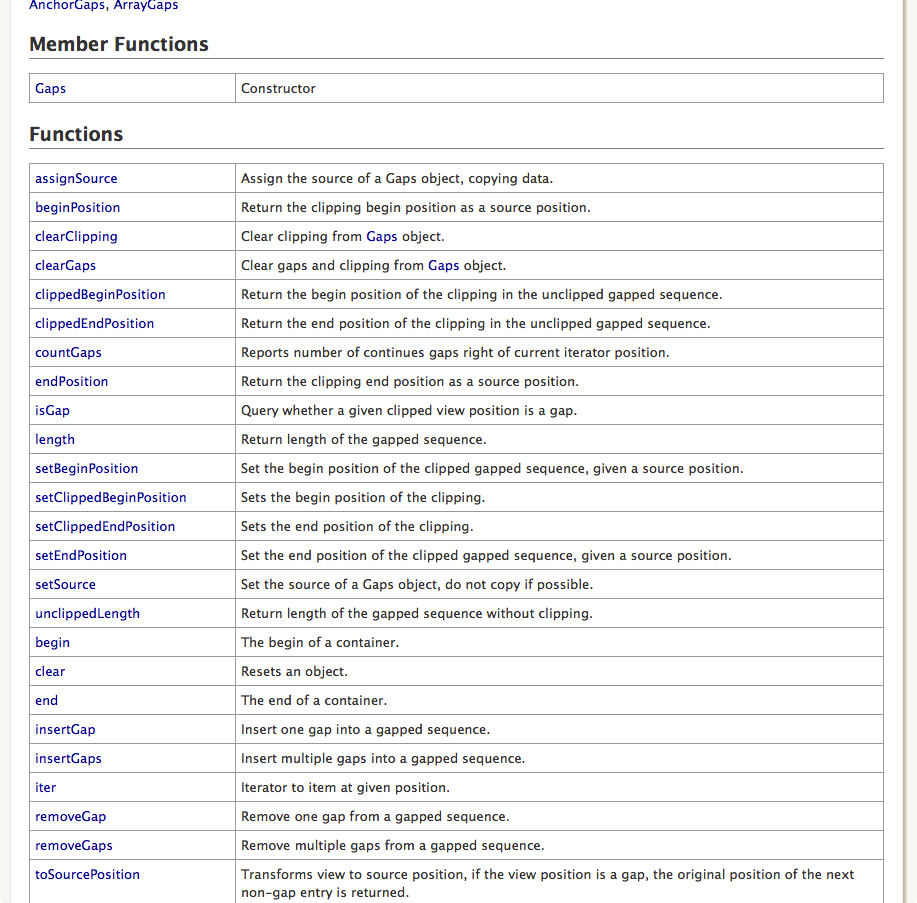 AnchorGaps, ArrayGaps
Member Functions
Gaps Constructor
Functions
assignSource Assign the source of a Gaps object, copying data.
beginPosition Return the clipping begin position as a source position.
clearClipping Clear clipping from Gaps object.
clearGaps Clear gaps and clipping from Gaps object.
clippedBeginPosition Return the begin position of the clipping in the unclipped gapped sequence.
clippedEndPosition Return the end position of the clipping in the unclipped gapped sequence.
countGaps Reports number of continues gaps right of current iterator position.
endPosition Return the clipping end position as a source position.
isGap Query whether a given clipped view position is a gap.
length Return length of the gapped sequence.
setBeginPosition Set the begin position of the clipped gapped sequence, given a source position.
setClippedBeginPosition Sets the begin position of the clipping.
setClippedEndPosition Sets the end position of the clipping.
setEndPosition Set the end position of the clipped gapped sequence, given a source position.
setSource Set the source of a Gaps object, do not copy if possible.
unclippedLength Return length of the gapped sequence without clipping.
begin The begin of a container.
clear Resets an object.
end The end of a container.
insertGap Insert one gap into a gapped sequence.
insertGaps Insert multiple gaps into a gapped sequence.
iter Iterator to item at given position.
removeGap Remove one gap from a gapped sequence.
removeGaps Remove multiple gaps from a gapped sequence.
toSourcePosition Transforms view to source position, if the view position is a gap, the original position of the next
non-gap entry is returned.